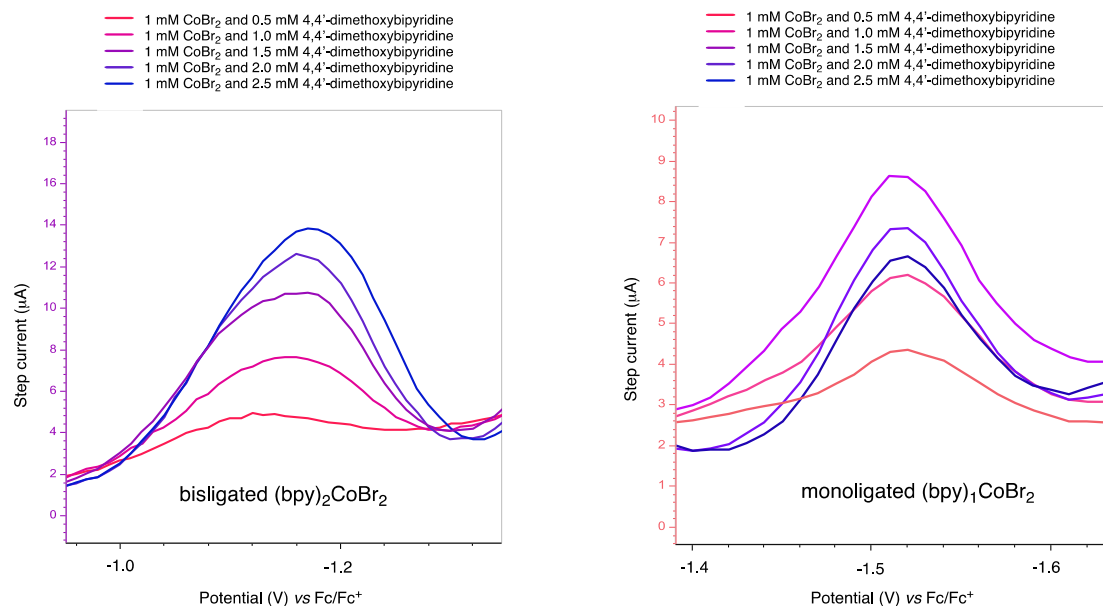 1 mM CoBr₂ and 0.5 mM 4,4'-dimethoxybipyridine
1 mM CoBr₂ and 1.0 mM 4,4'-dimethoxybipyridine
1 mM CoBr₂ and 1.5 mM 4,4'-dimethoxybipyridine
1 mM CoBr₂ and 2.0 mM 4,4'-dimethoxybipyridine
1 mM CoBr₂ and 2.5 mM 4,4'-dimethoxybipyridine
18
16
14
12
10
8
6
4
2
0
Step current (μA)
bisligated (bpy)₂CoBr₂
-1.0
-1.2
Potential (V) vs Fc/Fc⁺
1 mM CoBr₂ and 0.5 mM 4,4'-dimethoxybipyridine
1 mM CoBr₂ and 1.0 mM 4,4'-dimethoxybipyridine
1 mM CoBr₂ and 1.5 mM 4,4'-dimethoxybipyridine
1 mM CoBr₂ and 2.0 mM 4,4'-dimethoxybipyridine
1 mM CoBr₂ and 2.5 mM 4,4'-dimethoxybipyridine
10
9
8
7
6
5
4
3
2
1
0
Step current (μA)
monoligated (bpy)₁CoBr₂
-1.4
-1.5
-1.6
Potential (V) vs Fc/Fc⁺